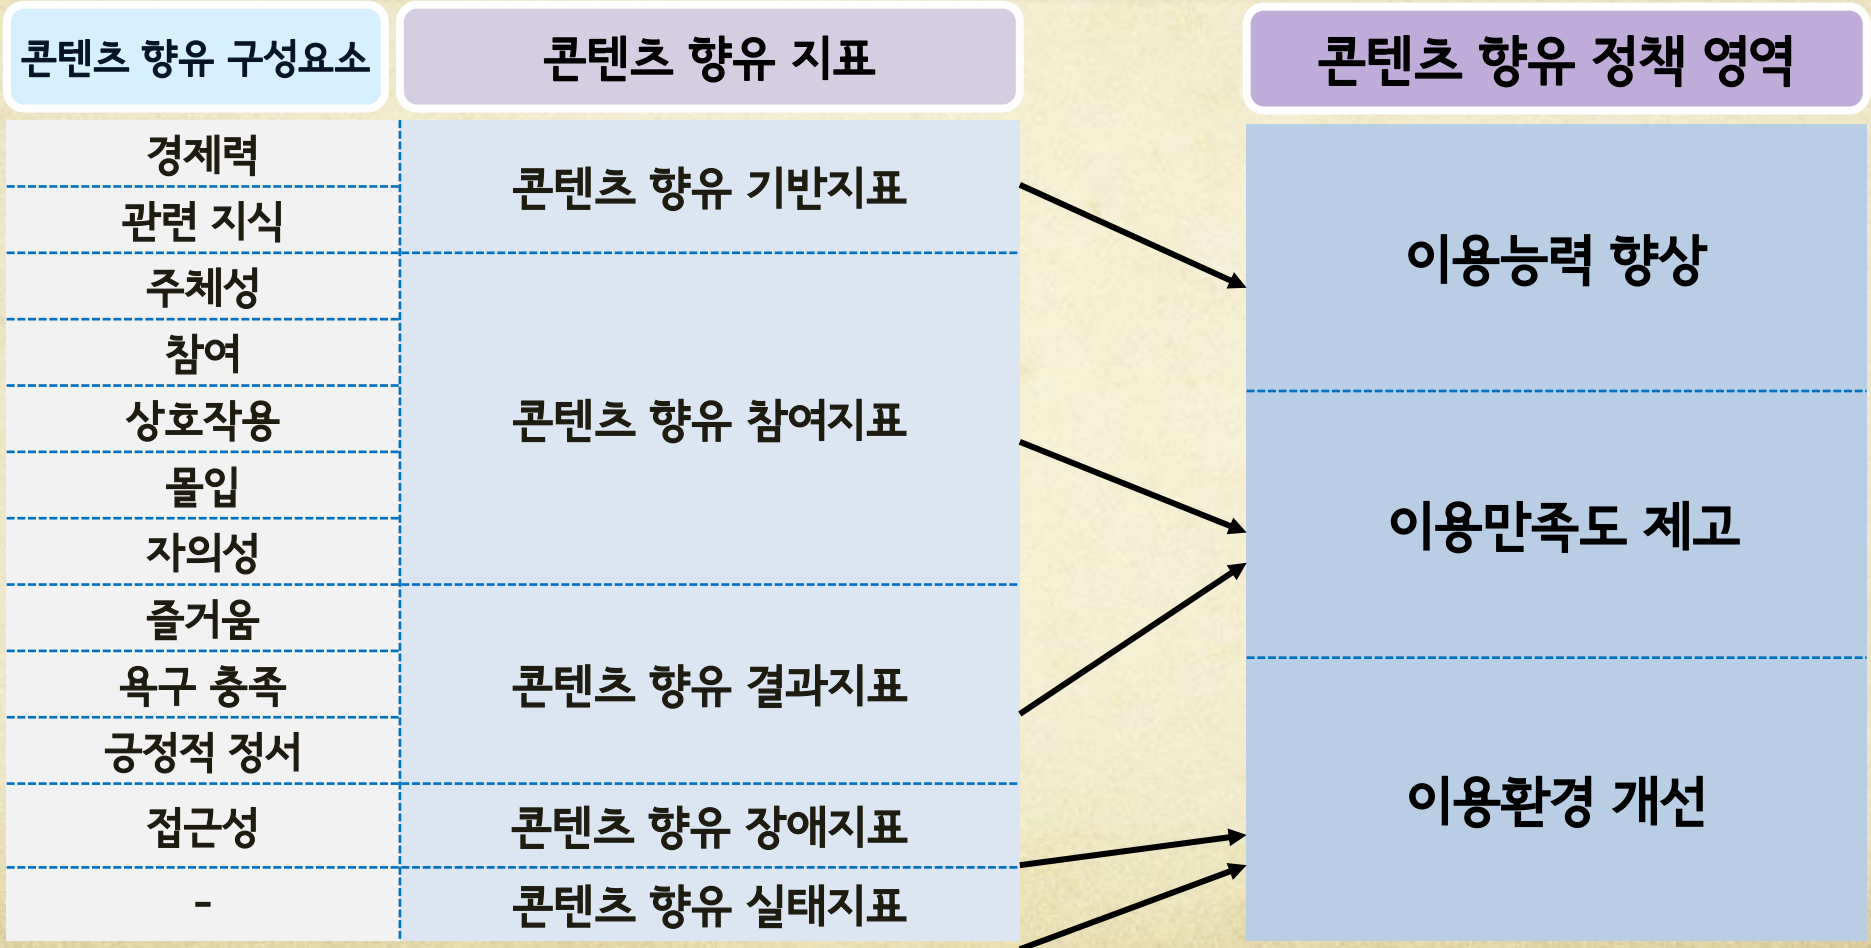 콘텐츠 향유 구성요소
콘텐츠 향유 지표
콘텐츠 향유 정책 영역
경제력
관련 지식
콘텐츠 향유 기반지표
주체성
참여
상호작용
몰입
자의성
콘텐츠 향유 참여지표
즐거움
욕구 충족
긍정적 정서
콘텐츠 향유 결과지표
접근성
콘텐츠 향유 장애지표
-
콘텐츠 향유 실태지표
이용능력 향상
이용만족도 제고
이용환경 개선